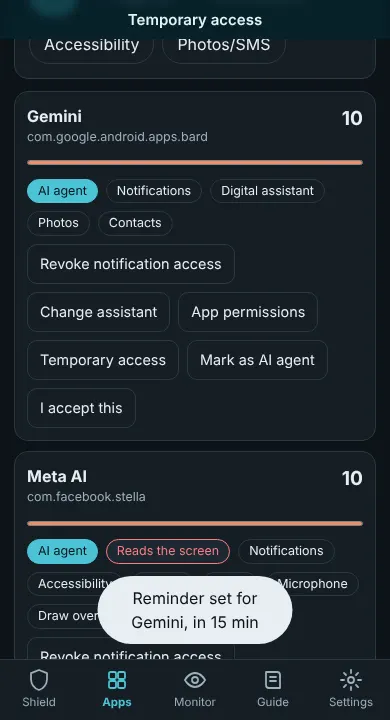 Temporary access
Accessibility Photos/SMS
Gemini 10
com.google.android.apps.bard
AI agent Notifications Digital assistant
Photos Contacts
Revoke notification access
Change assistant App permissions
Temporary access Mark as AI agent
I accept this
Meta AI 10
com.facebook.stella
AI agent Reads the screen Notifications
Accessibility Microphone
Draw over
Reminder set for
Gemini, in 15 min
Revoke notification access
Shield Apps Monitor Guide Settings